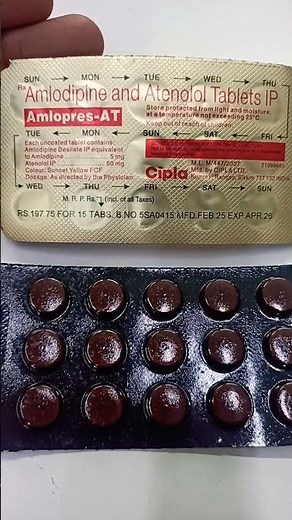 SUN → MON → TUE → WED → THU
Rx Amlodipine and Atenolol Tablets IP
Amlopres-AT
Store protected from light and moisture,
at a temperature not exceeding 25°C.
Keep out of reach of children.
TUE MON SUN SAT FRI
Each uncoated tablet contains:
Amlodipine Besilate IP equivalent
to Amlodipine 5 mg
Atenolol IP 50 mg
Colour: Sunset Yellow FCF
Dosage: As directed by the Physician
Cipla
M.L. M/447/2007
Mfd. by CIPLA LTD.
WED → THU → FRI → SAT → SUN
M. R. P. Rs. (Incl. of all Taxes)
RS.197.75 FOR 15 TABS. B.NO.5SA0415 MFD.FEB.25 EXP APR.26